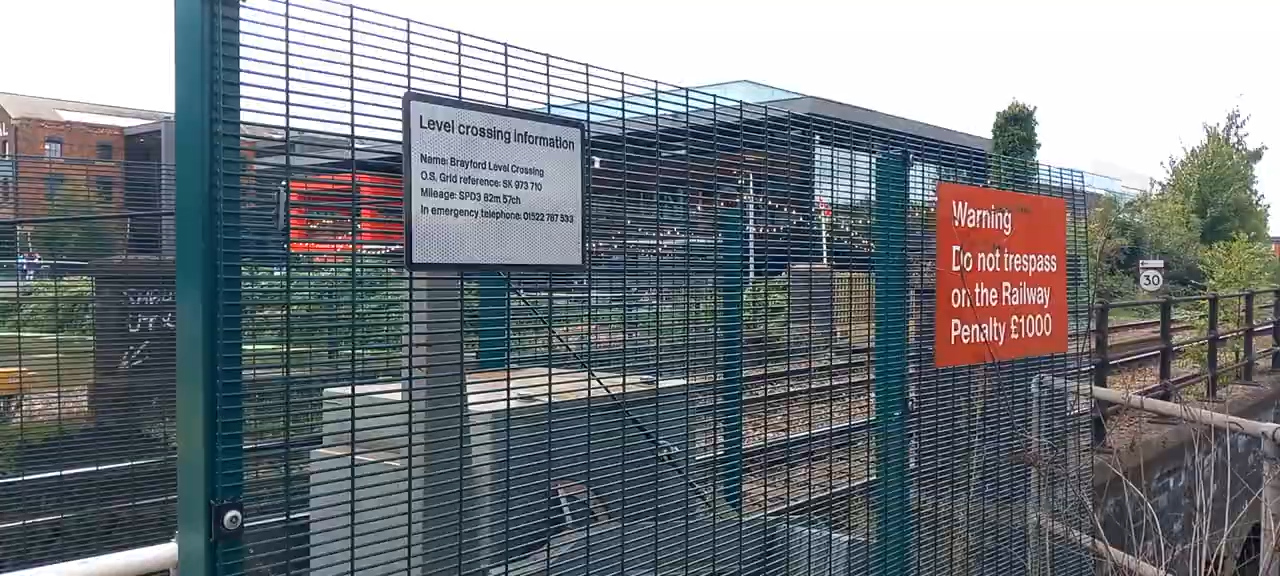 Level crossing information
Name: Brayford Level Crossing
O.S. Grid reference: SK 973 710
Mileage: SPD3 82m 57ch
In emergency telephone: 01522 767 533
Warning
Do not trespass
on the Railway
Penalty £1000
30